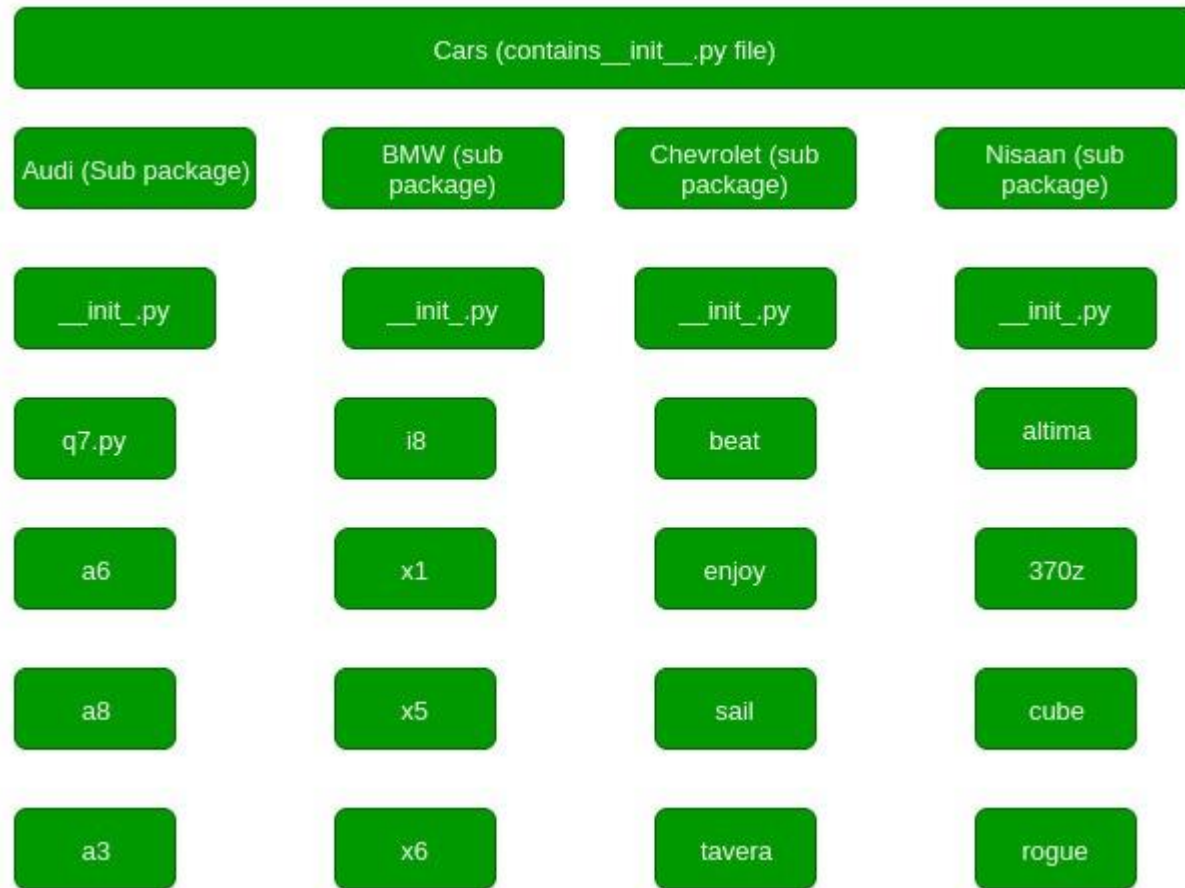 Cars (contains__init__.py file)
Audi (Sub package)
BMW (sub
package)
Chevrolet (sub
package)
Nisaan (sub
package)
__init_.py
__init_.py
__init_.py
__init_.py
q7.py
i8
beat
altima
a6
x1
enjoy
370z
a8
x5
sail
cube
a3
x6
tavera
rogue